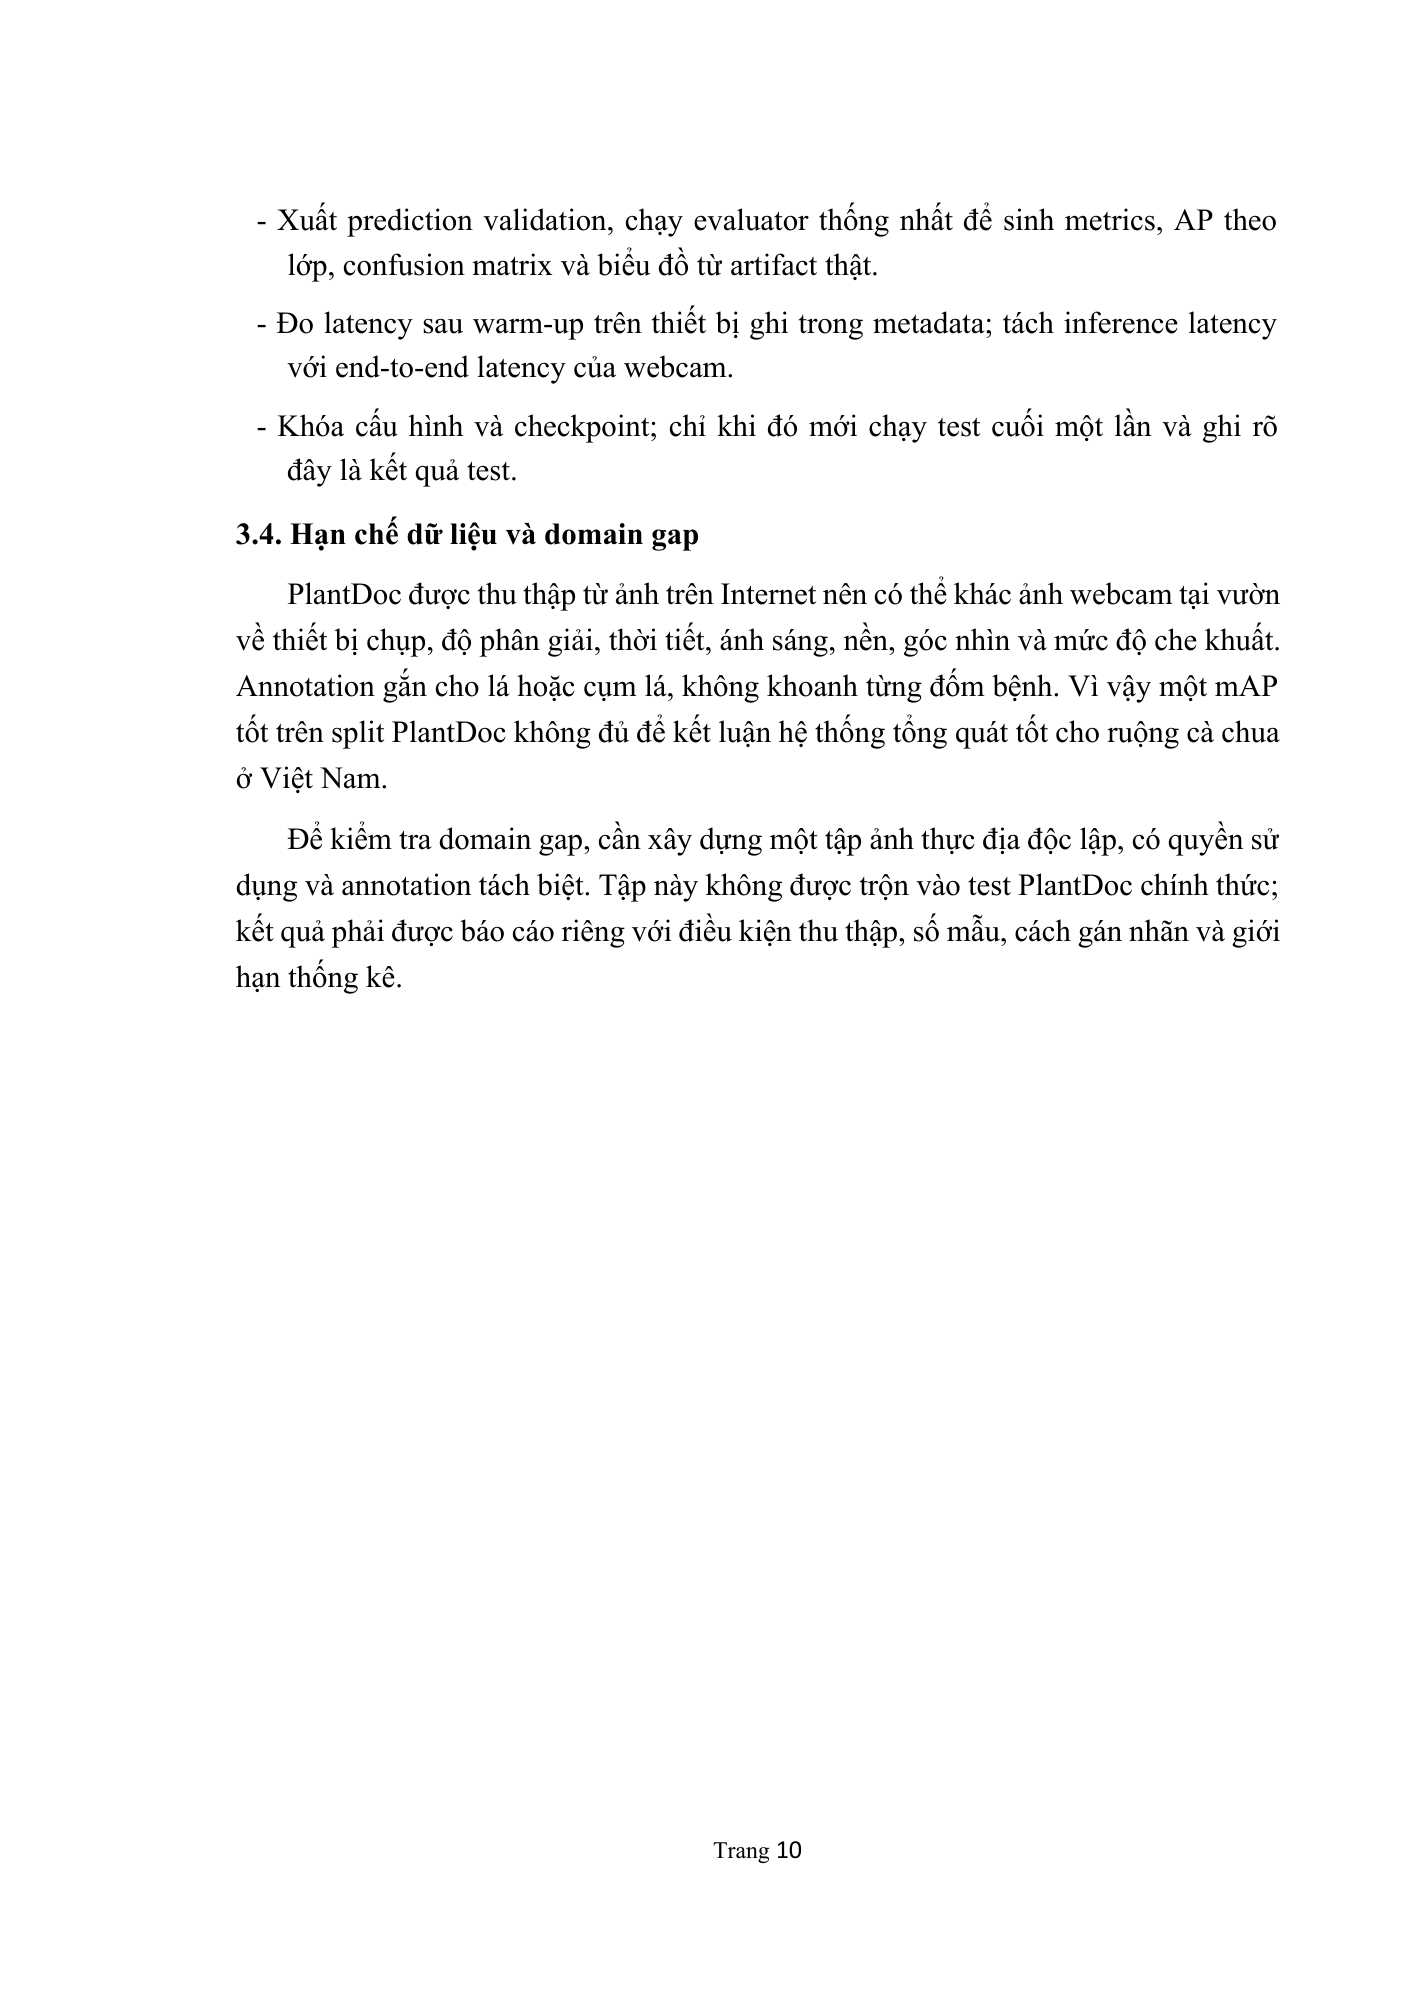 - Xuất prediction validation, chạy evaluator thống nhất để sinh metrics, AP theo
lớp, confusion matrix và biểu đồ từ artifact thật.
- Đo latency sau warm-up trên thiết bị ghi trong metadata; tách inference latency
với end-to-end latency của webcam.
- Khóa cấu hình và checkpoint; chỉ khi đó mới chạy test cuối một lần và ghi rõ
đây là kết quả test.
3.4. Hạn chế dữ liệu và domain gap
PlantDoc được thu thập từ ảnh trên Internet nên có thể khác ảnh webcam tại vườn
về thiết bị chụp, độ phân giải, thời tiết, ánh sáng, nền, góc nhìn và mức độ che khuất.
Annotation gắn cho lá hoặc cụm lá, không khoanh từng đốm bệnh. Vì vậy một mAP
tốt trên split PlantDoc không đủ để kết luận hệ thống tổng quát tốt cho ruộng cà chua
ở Việt Nam.
Để kiểm tra domain gap, cần xây dựng một tập ảnh thực địa độc lập, có quyền sử
dụng và annotation tách biệt. Tập này không được trộn vào test PlantDoc chính thức;
kết quả phải được báo cáo riêng với điều kiện thu thập, số mẫu, cách gán nhãn và giới
hạn thống kê.
Trang 10